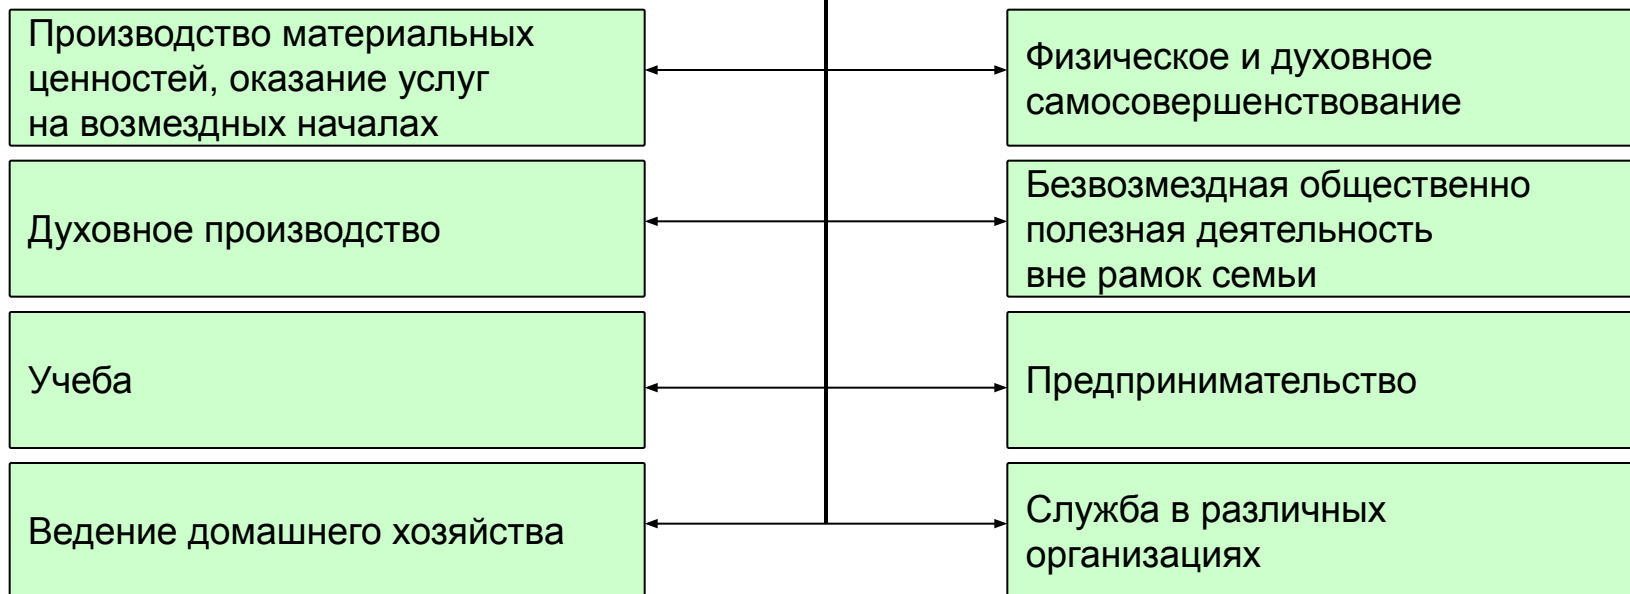 Производство материальных
ценностей, оказание услуг
на возмездных началах
Духовное производство
Учеба
Ведение домашнего хозяйства
Физическое и духовное
самосовершенствование
Безвозмездная общественно
полезная деятельность
вне рамок семьи
Предпринимательство
Служба в различных
организациях